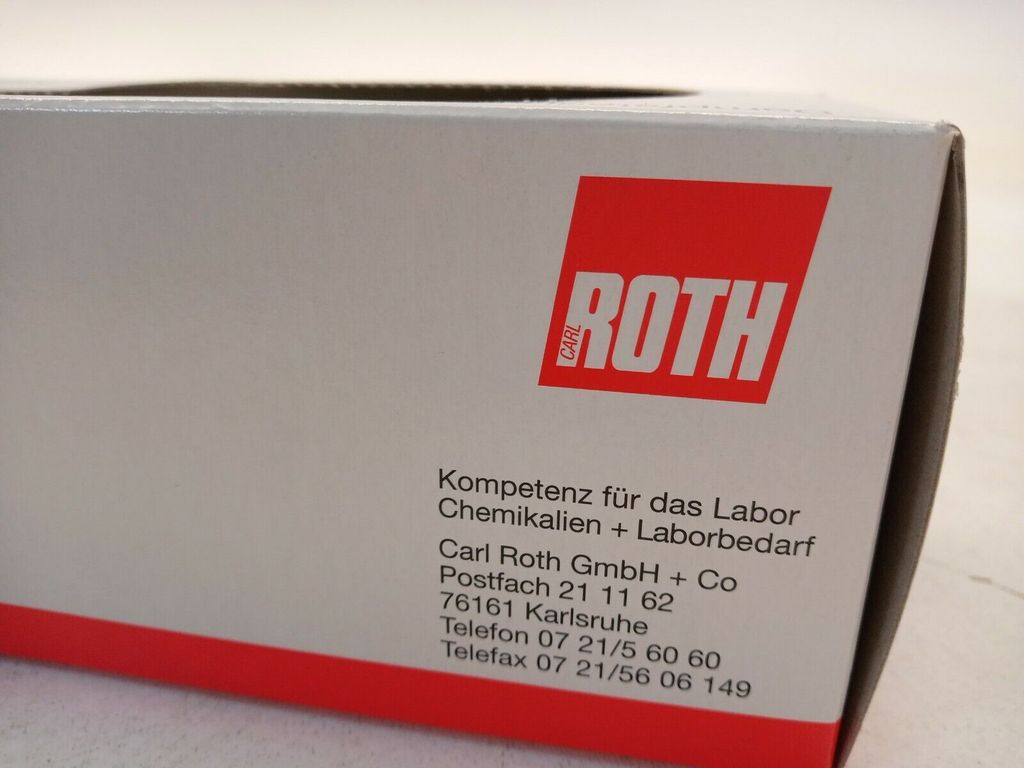 CARL ROTH
Kompetenz für das Labor
Chemikalien + Laborbedarf
Carl Roth GmbH + Co
Postfach 21 11 62
76161 Karlsruhe
Telefon 07 21/5 60 60
Telefax 07 21/56 06 149